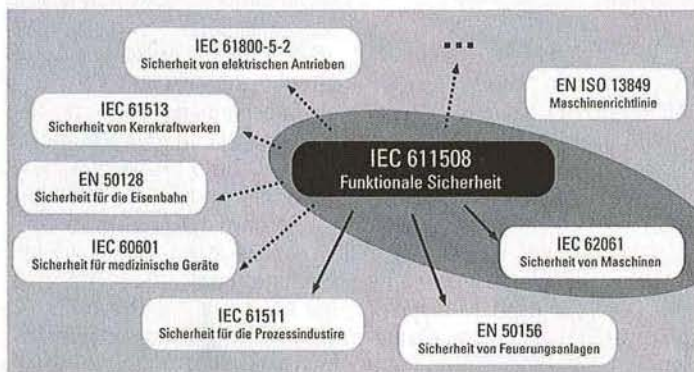 IEC 61800-5-2
Sicherheit von elektrischen Antrieben
...
EN ISO 13849
Maschinenrichtlinie
IEC 61513
Sicherheit von Kernkraftwerken
IEC 611508
Funktionale Sicherheit
EN 50128
Sicherheit für die Eisenbahn
IEC 60601
Sicherheit für medizinische Geräte
IEC 62061
Sicherheit von Maschinen
IEC 61511
Sicherheit für die Prozessindustire
EN 50156
Sicherheit von Feuerungsanlagen